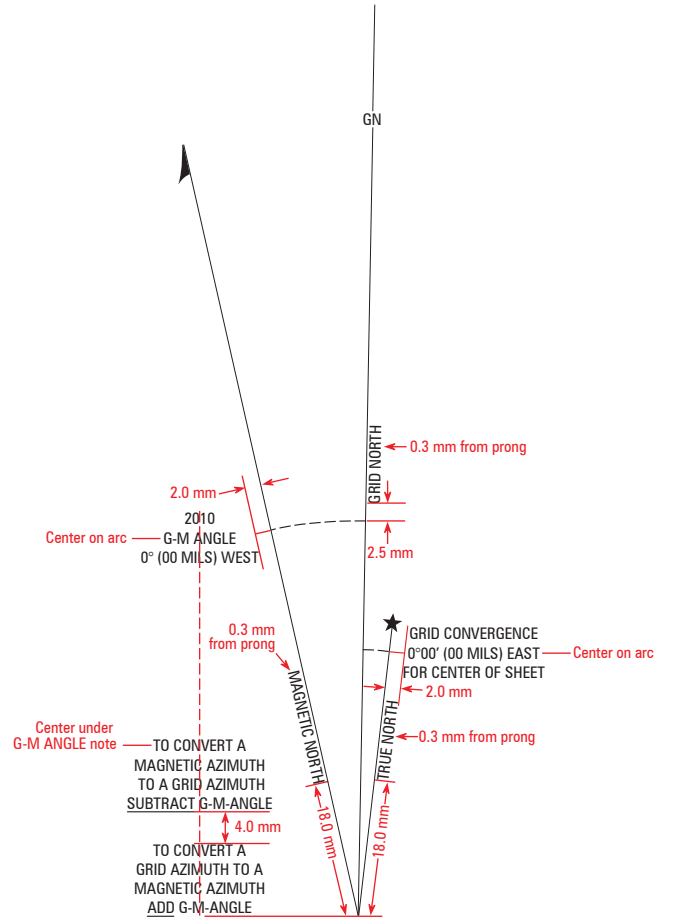 GN
GRID NORTH
0.3 mm from prong
2.0 mm
2010
Center on arc
G-M ANGLE
0° (00 MILS) WEST
2.5 mm
0.3 mm
from prong
MAGNETIC NORTH
GRID CONVERGENCE
0°00' (00 MILS) EAST
Center on arc
FOR CENTER OF SHEET
2.0 mm
TRUE NORTH
0.3 mm from prong
Center under
G-M ANGLE note
TO CONVERT A
MAGNETIC AZIMUTH
TO A GRID AZIMUTH
SUBTRACT G-M-ANGLE
4.0 mm
18.0 mm
18.0 mm
TO CONVERT A
GRID AZIMUTH TO A
MAGNETIC AZIMUTH
ADD G-M-ANGLE